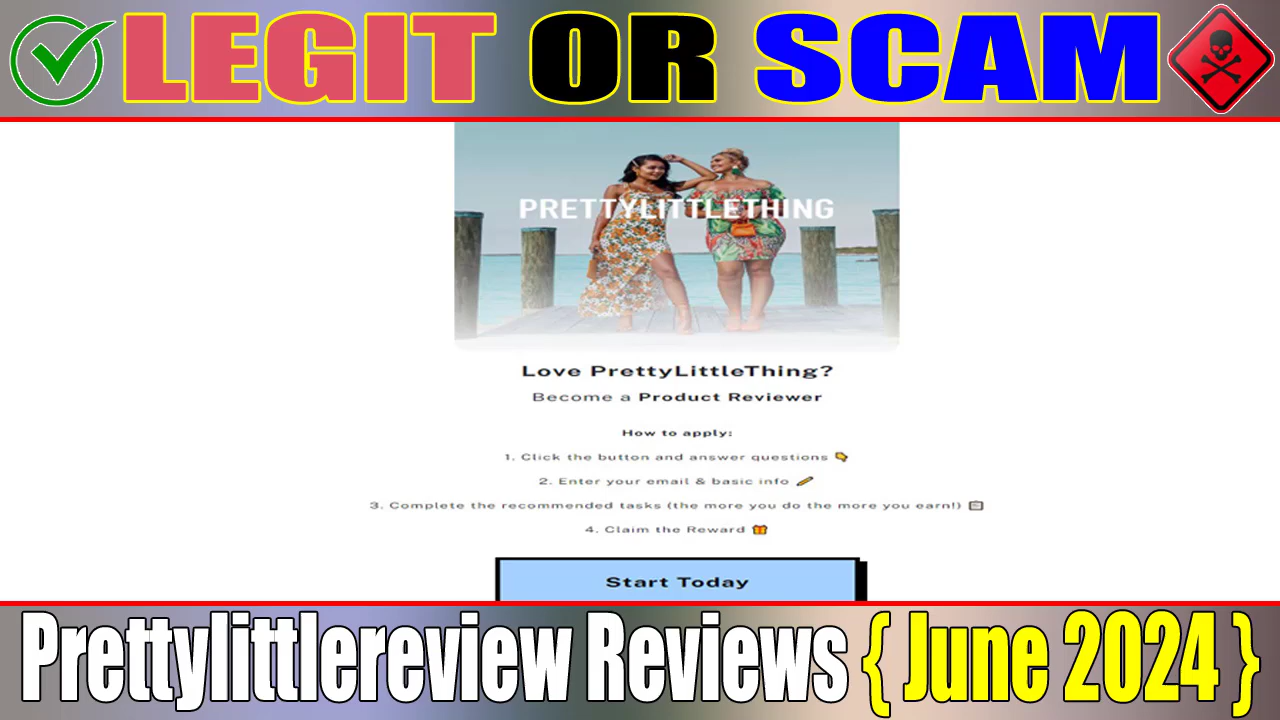 LEGIT OR SCAM
PRETTYLITTLETHING
Love PrettyLittleThing?
Become a Product Reviewer
How to apply:
1. Click the button and answer questions 👇
2. Enter your email & basic info ✏️
3. Complete the recommended tasks (the more you do the more you earn!) 📋
4. Claim the Reward 🎁
Start Today
Prettylittlereview Reviews { June 2024 }